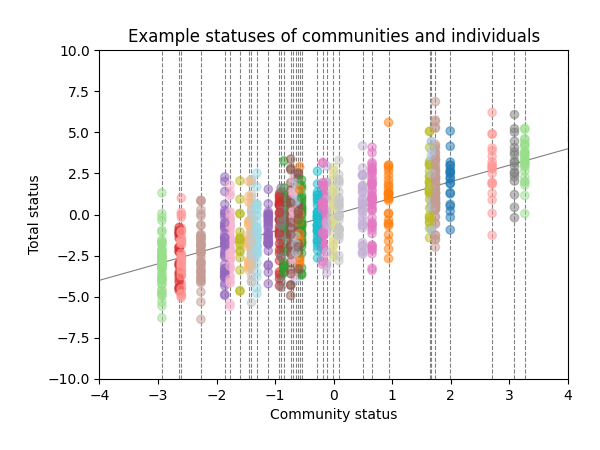 Example statuses of communities and individuals
10.0
7.5
5.0
2.5
0.0
−2.5
−5.0
−7.5
−10.0
Total status
−4 −3 −2 −1 0 1 2 3 4
Community status